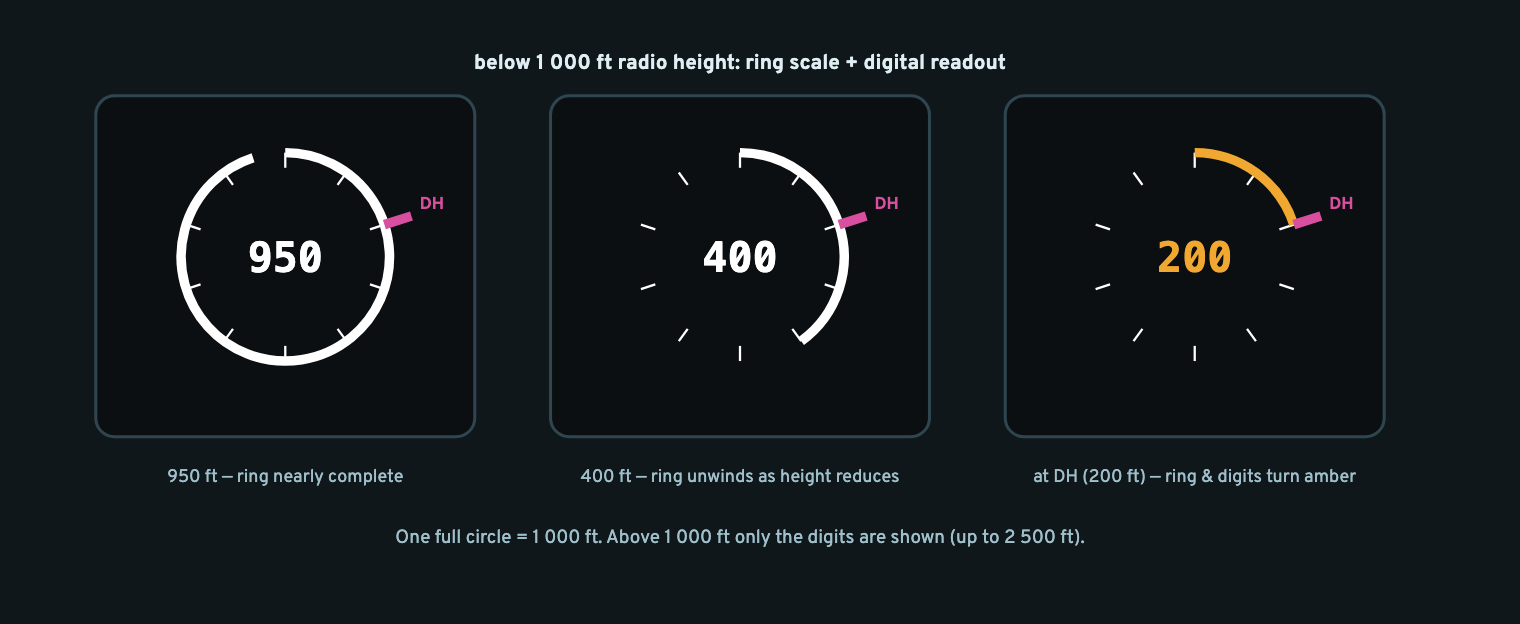 below 1 000 ft radio height: ring scale + digital readout
DH
950
DH
400
DH
200
950 ft – ring nearly complete
400 ft – ring unwinds as height reduces
at DH (200 ft) – ring & digits turn amber
One full circle = 1 000 ft. Above 1 000 ft only the digits are shown (up to 2 500 ft).